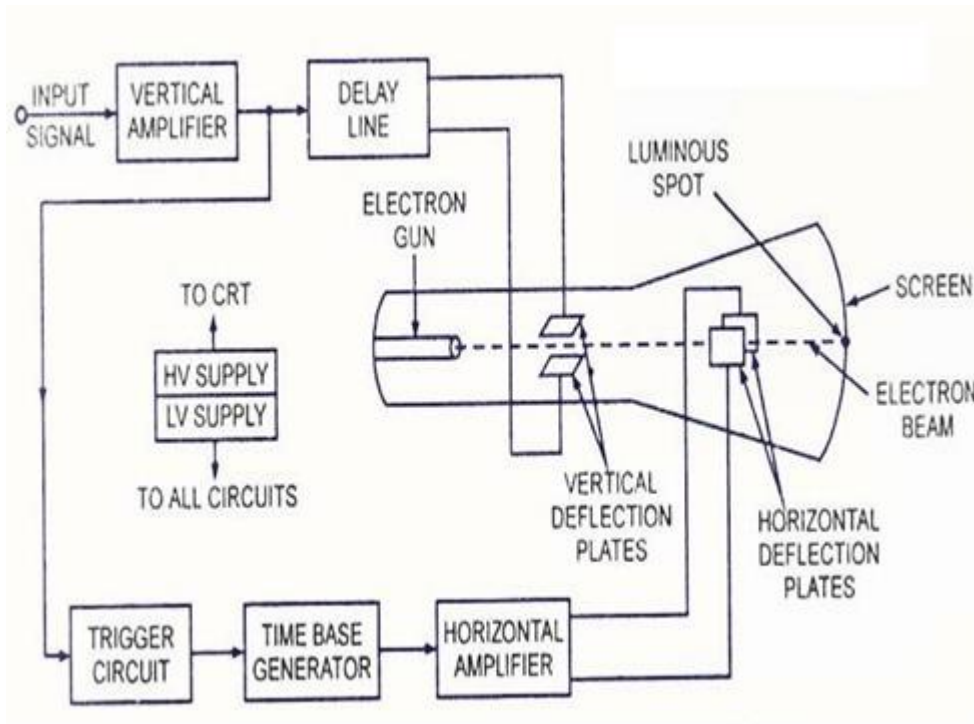 INPUT
SIGNAL
VERTICAL
AMPLIFIER
DELAY
LINE
LUMINOUS
SPOT
ELECTRON
GUN
TO CRT
SCREEN
HV SUPPLY
LV SUPPLY
ELECTRON
BEAM
TO ALL CIRCUITS
VERTICAL
DEFLECTION
PLATES
HORIZONTAL
DEFLECTION
PLATES
TRIGGER
CIRCUIT
TIME BASE
GENERATOR
HORIZONTAL
AMPLIFIER